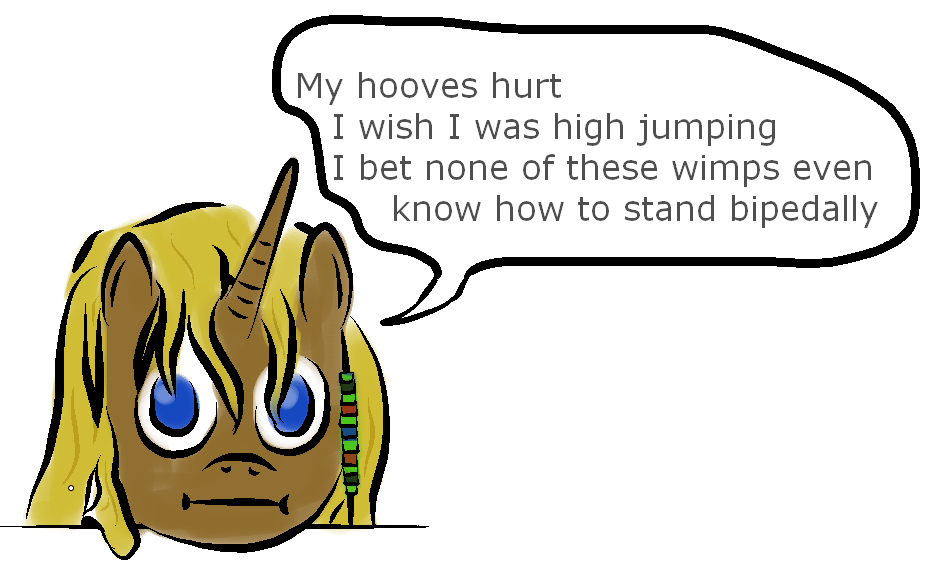 My hooves hurt
I wish I was high jumping
I bet none of these wimps even
know how to stand bipedally